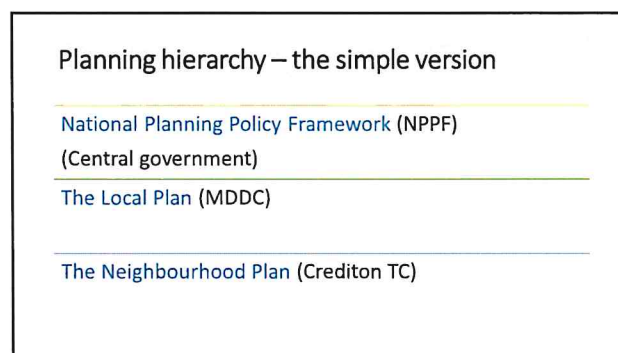 Planning hierarchy – the simple version
National Planning Policy Framework (NPPF)
(Central government)
The Local Plan (MDDC)
The Neighbourhood Plan (Crediton TC)